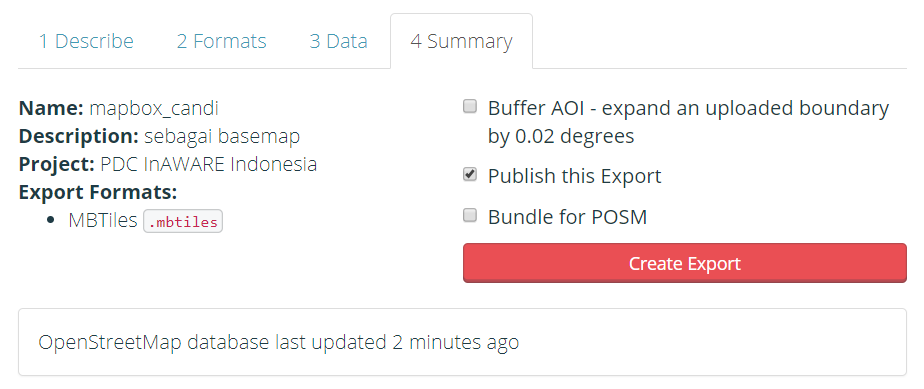 1 Describe
2 Formats
3 Data
4 Summary
Name: mapbox_candi
Description: sebagai basemap
Project: PDC InAWARE Indonesia
Export Formats:
MBTiles .mbtiles
Buffer AOI - expand an uploaded boundary
by 0.02 degrees
Publish this Export
Bundle for POSM
Create Export
OpenStreetMap database last updated 2 minutes ago